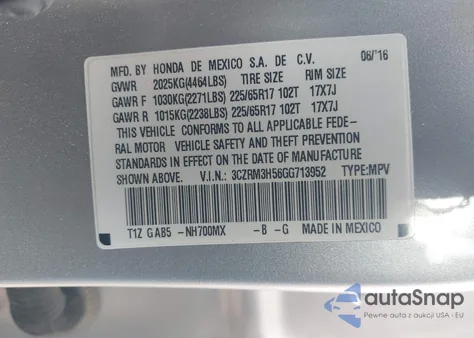 MFD. BY HONDA DE MEXICO S.A. DE C.V. 06/'16
GVWR 2025KG(4464LBS) TIRE SIZE RIM SIZE
GAWR F 1030KG(2271LBS) 225/65R17 102T 17X7J
GAWR R 1015KG(2238LBS) 225/65R17 102T 17X7J
THIS VEHICLE CONFORMS TO ALL APPLICABLE FEDE-
RAL MOTOR VEHICLE SAFETY AND THEFT PREVENTION
STANDARDS IN EFFECT ON THE DATE OF MANUFACTURE
SHOWN ABOVE. V.I.N.: 3CZRM3H56GG713952 TYPE:MPV
T1Z G AB5 -NH700MX -B -G MADE IN MEXICO
autoSnap
Pewne auta z aukcji USA i EU